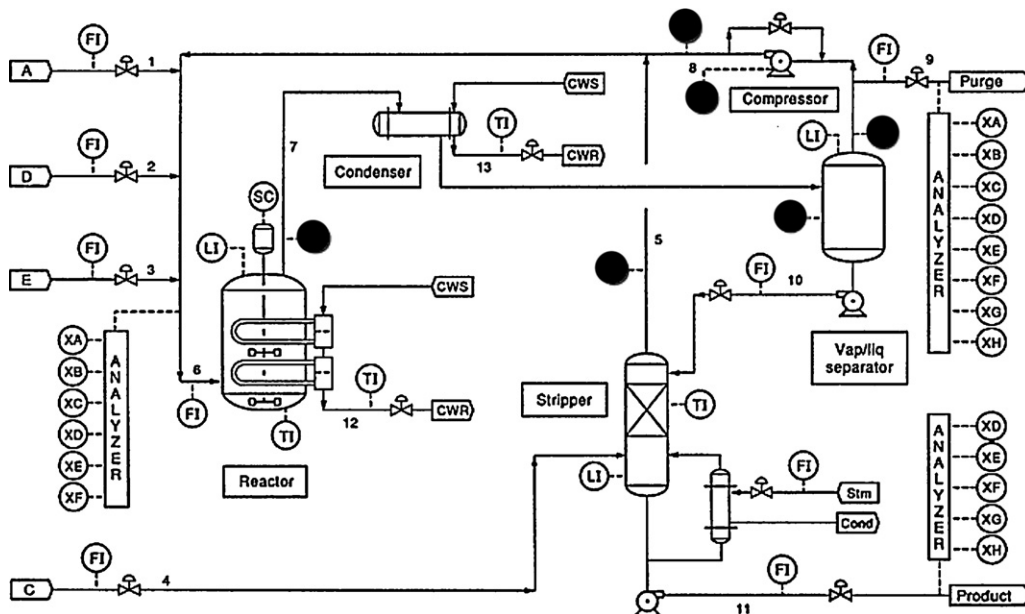 FI
A
1
8
FI
9
Purge
Compressor
CWS
TI
CWR
13
Condenser
7
LI
XA
XB
XC
XD
XE
XF
XG
XH
ANALYZER
FI
D
2
SC
LI
FI
E
3
CWS
5
FI
10
Vap/liq
separator
XA
XB
XC
XD
XE
XF
ANALYZER
6
FI
TI
12
CWR
TI
Reactor
Stripper
TI
LI
FI
Stm
Cond
XD
XE
XF
XG
XH
ANALYZER
FI
C
4
FI
11
Product